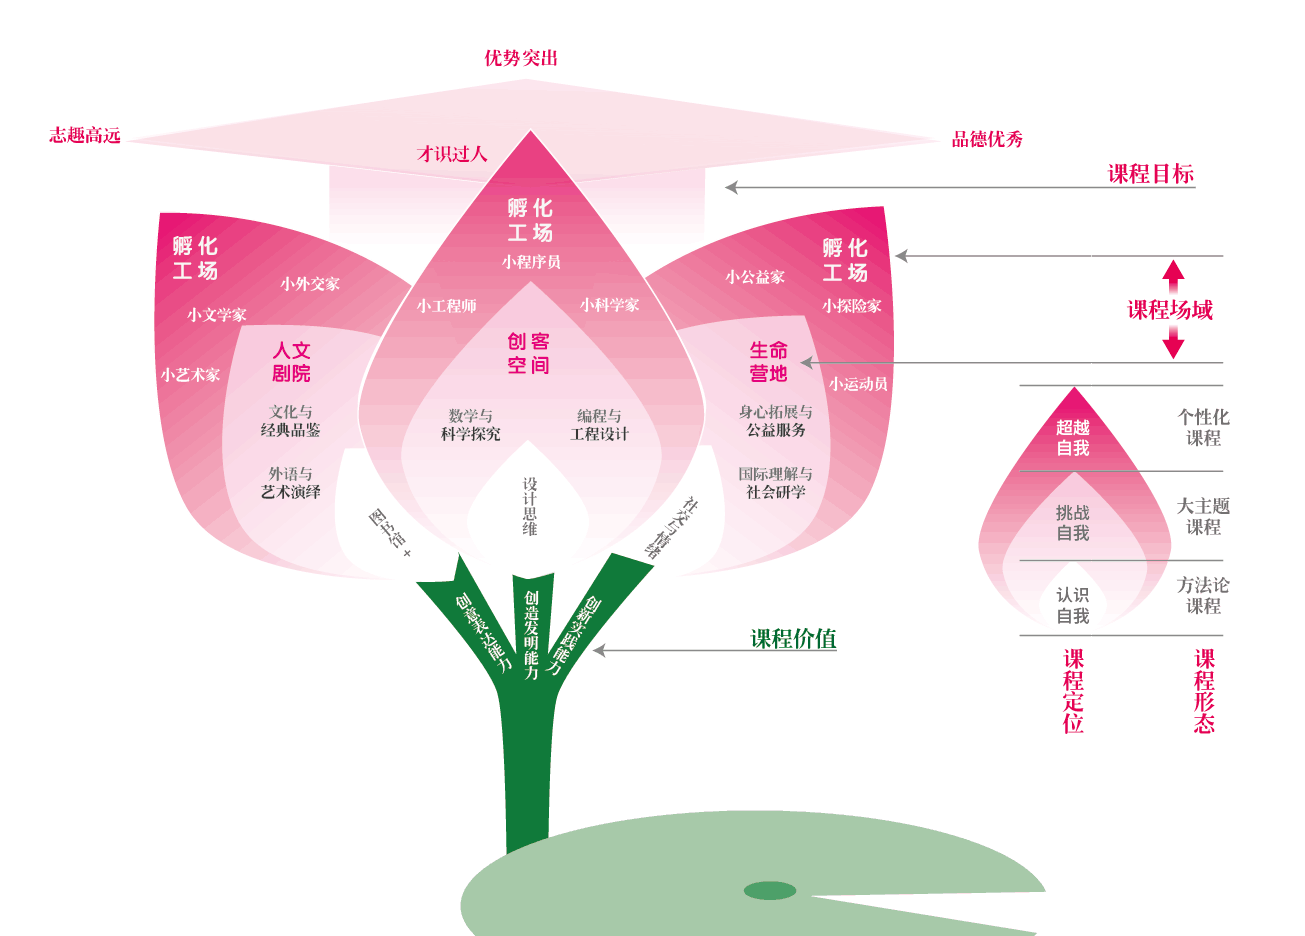 优势突出
志趣高远
才识过人
品德优秀
课程目标
孵化
工场
小外交家
小文学家
小艺术家
人文
剧院
文化与
经典品鉴
外语与
艺术演绎
图书馆+
孵化
工场
小程序员
小工程师
小科学家
创客
空间
数学与
科学探究
编程与
工程设计
设计思维
孵化
工场
小公益家
小探险家
小运动员
生命
营地
身心拓展与
公益服务
国际理解与
社会研学
社交与情绪
创意表达能力
创造发明能力
创新实践能力
课程价值
课程场域
超越
自我
挑战
自我
认识
自我
个性化
课程
大主题
课程
方法论
课程
课程定位
课程形态